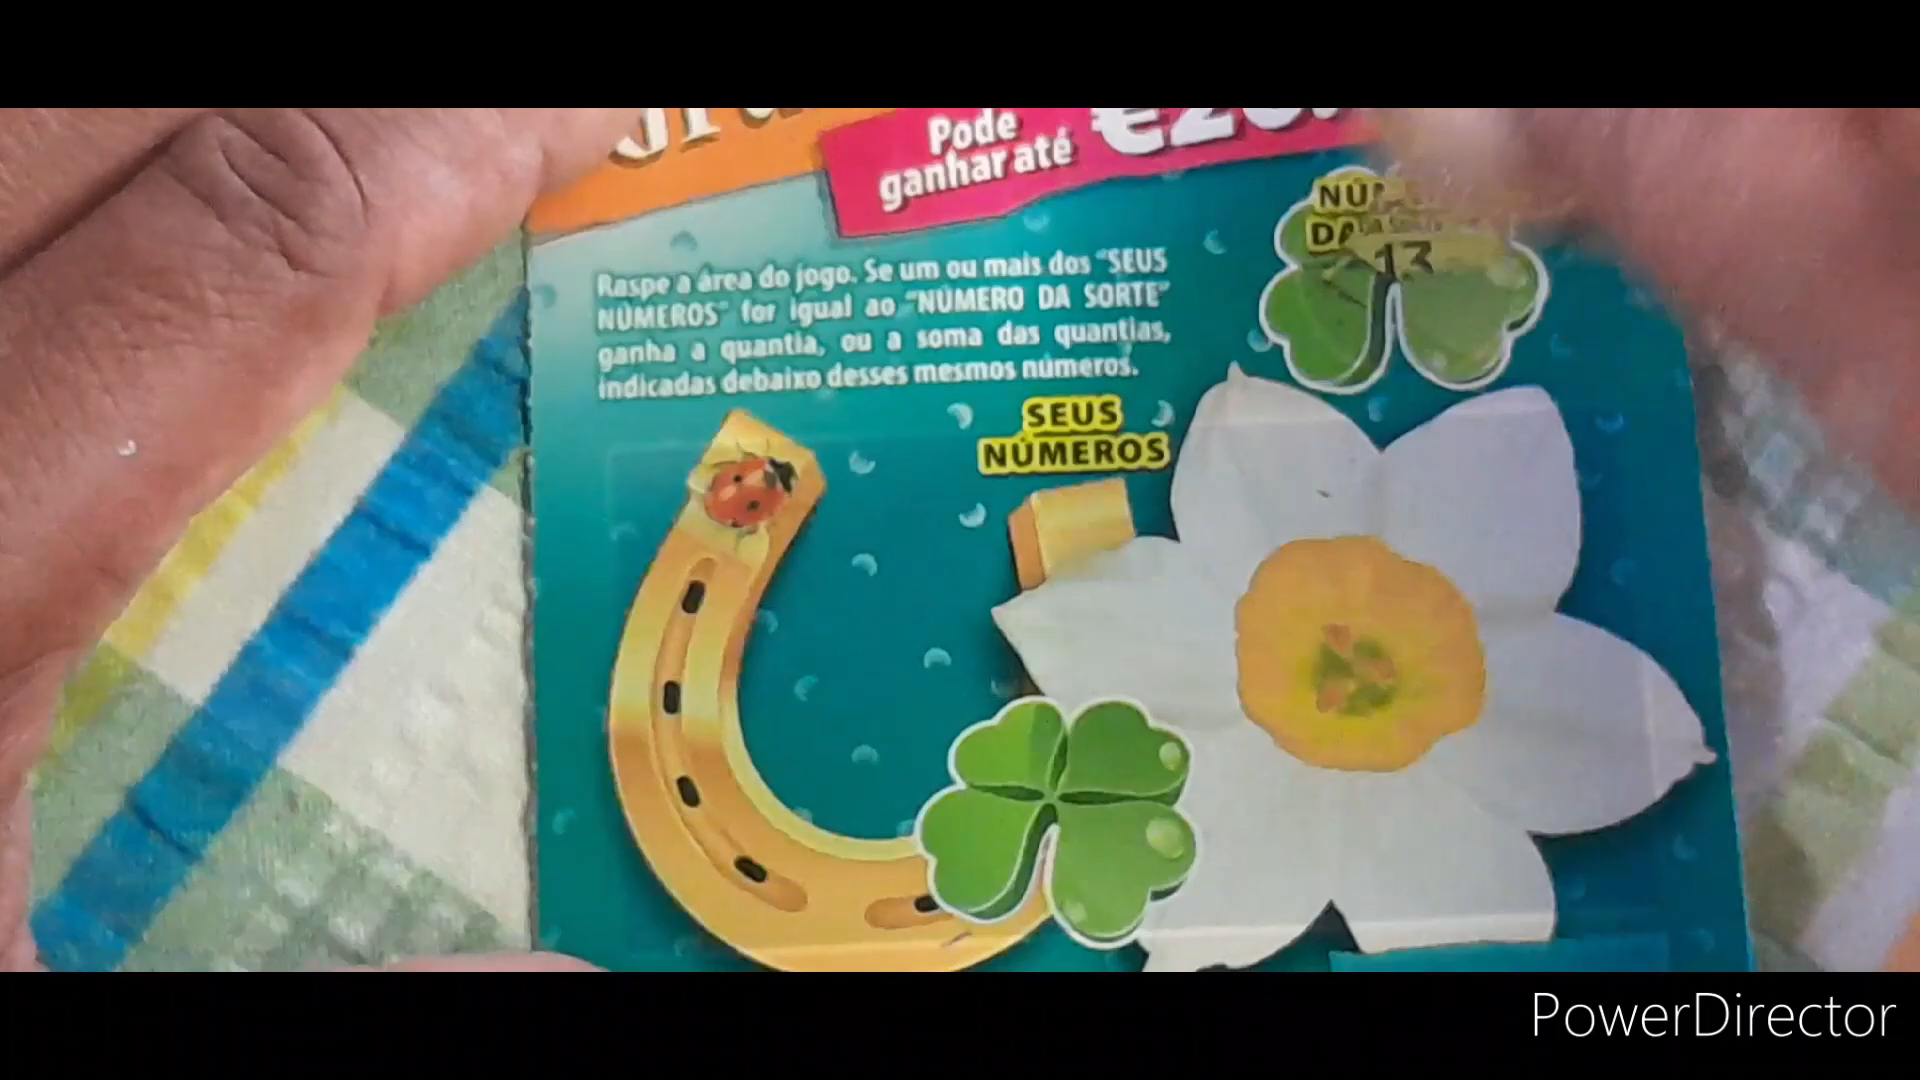 Pode
ganhar até
Raspe a área do jogo. Se um ou mais dos "SEUS
NÚMEROS" for igual ao "NÚMERO DA SORTE"
ganha a quantia, ou a soma das quantias,
indicadas debaixo desses mesmos números.
13
SEUS
NÚMEROS
PowerDirector